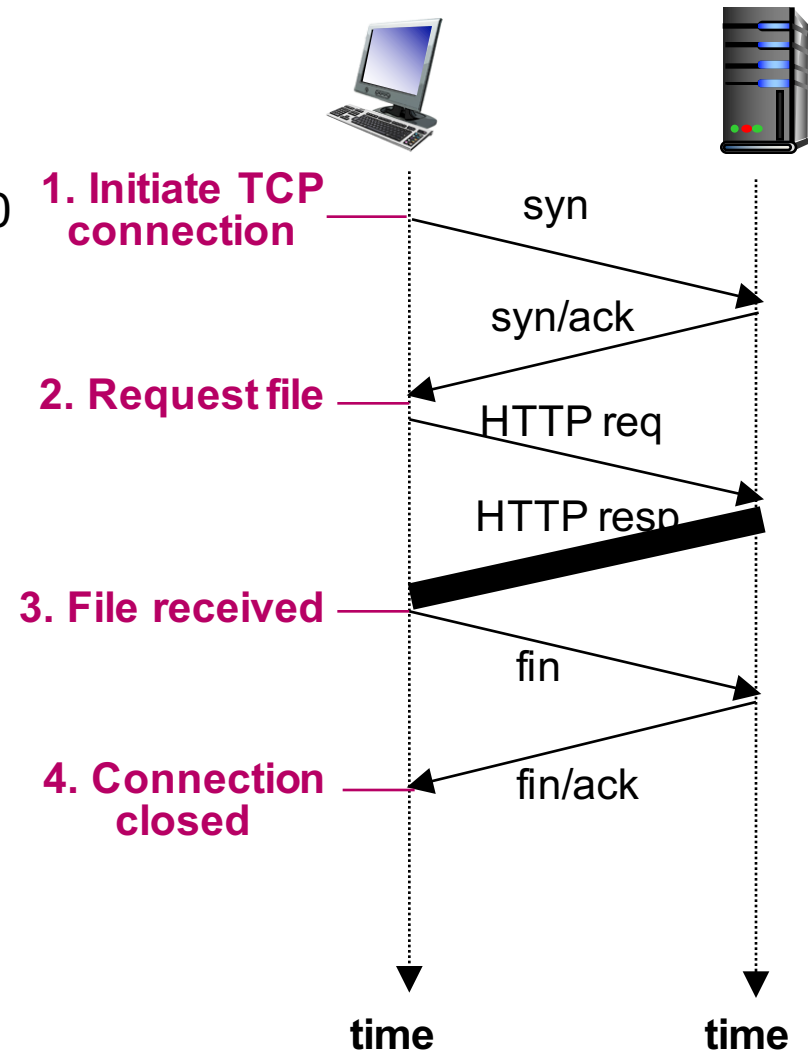 0
1. Initiate TCP
connection
syn
syn/ack
2. Request file
HTTP req
HTTP resp
3. File received
fin
4. Connection
closed
fin/ack
time
time